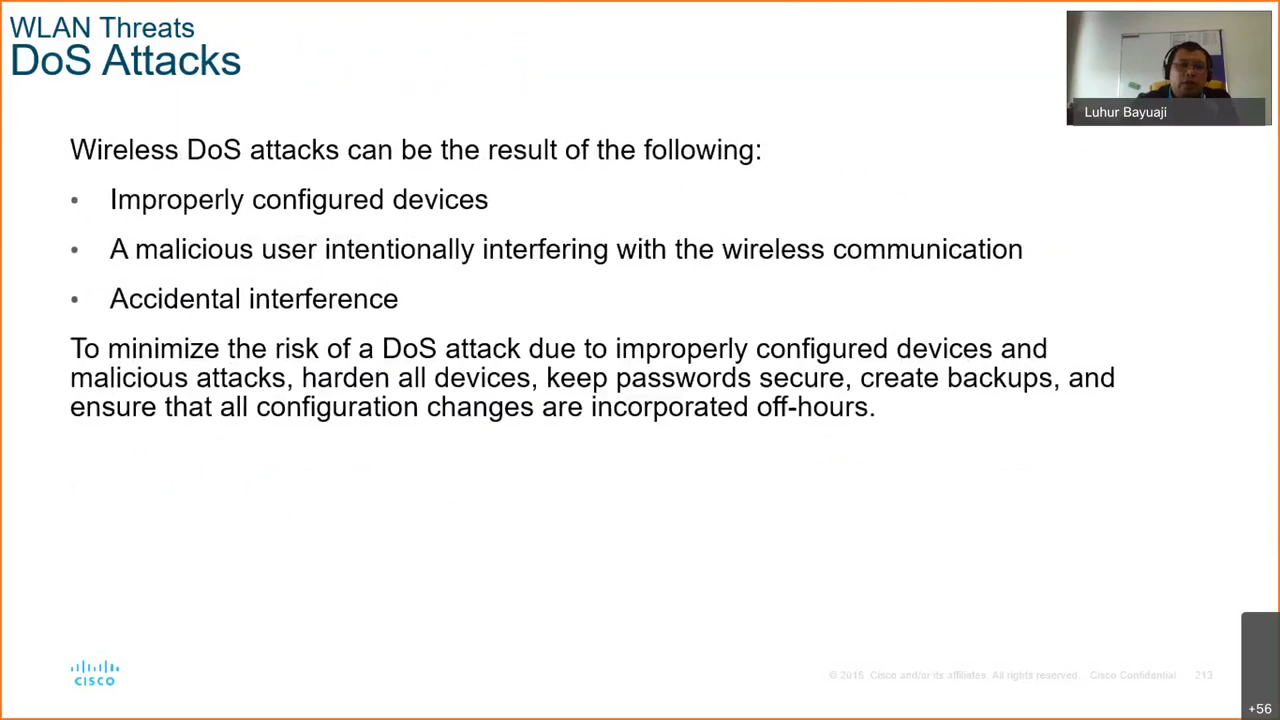 WLAN Threats
DoS Attacks
Luhur Bayuaji
Wireless DoS attacks can be the result of the following:
• Improperly configured devices
• A malicious user intentionally interfering with the wireless communication
• Accidental interference
To minimize the risk of a DoS attack due to improperly configured devices and
malicious attacks, harden all devices, keep passwords secure, create backups, and
ensure that all configuration changes are incorporated off-hours.
CISCO
© 2015 Cisco and/or its affiliates. All rights reserved. Cisco Confidential 213
+56